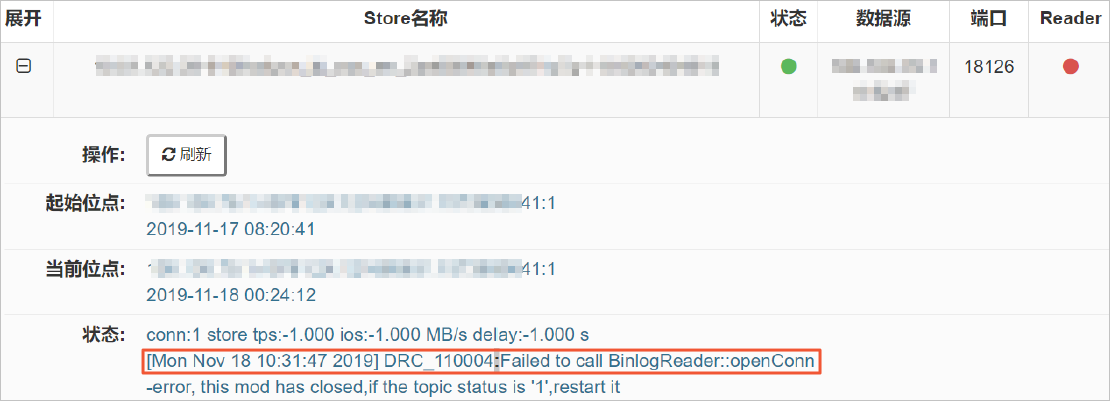 展开 Store名称 状态 数据源 端口 Reader
18126
操作: 刷新
起始位点: 41:1
2019-11-17 08:20:41
当前位点: 41:1
2019-11-18 00:24:12
状态: conn:1 store tps:-1.000 ios:-1.000 MB/s delay:-1.000 s
[Mon Nov 18 10:31:47 2019] DRC_110004:Failed to call BinlogReader::openConn
-error, this mod has closed,if the topic status is '1',restart it